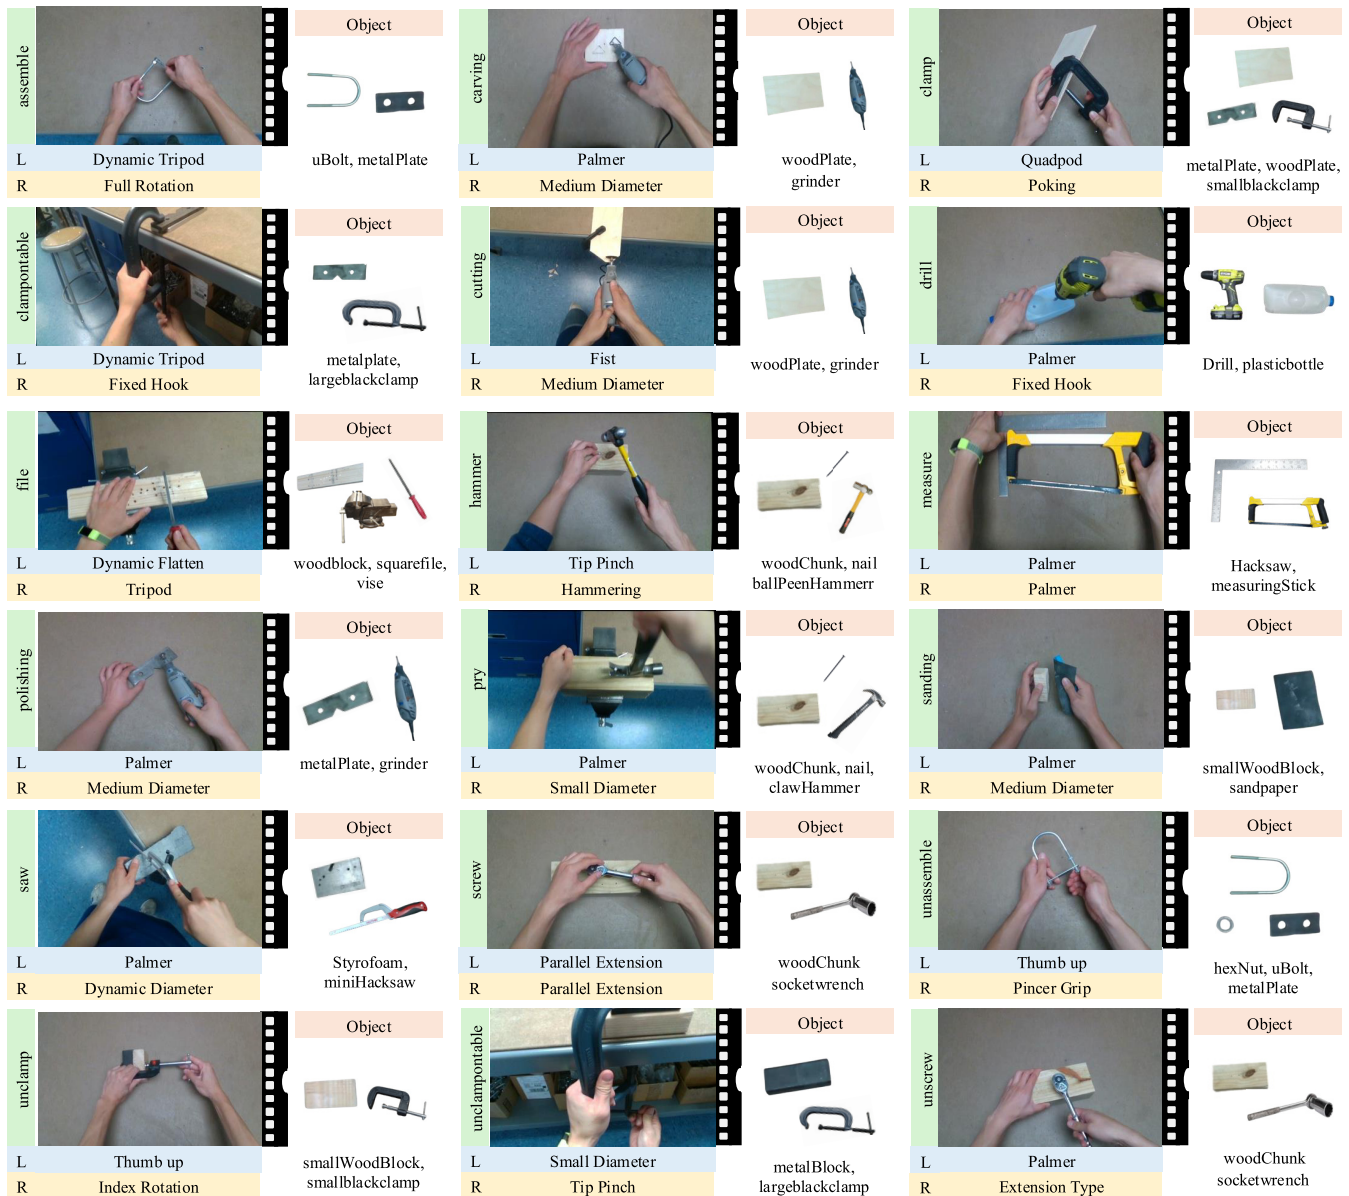 assemble
Object
L Dynamic Tripod
R Full Rotation
uBolt, metalPlate
carving
Object
L Palmer
R Medium Diameter
woodPlate,
grinder
clamp
Object
L Quadpod
R Poking
metalPlate, woodPlate,
smallblackclamp
clampontable
Object
L Dynamic Tripod
R Fixed Hook
metalplate,
largeblackclamp
cutting
Object
L Fist
R Medium Diameter
woodPlate, grinder
drill
Object
L Palmer
R Fixed Hook
Drill, plasticbottle
file
Object
L Dynamic Flatten
R Tripod
woodblock, squarefile,
vise
hammer
Object
L Tip Pinch
R Hammering
woodChunk, nail
ballPeenHammerr
measure
Object
L Palmer
R Palmer
Hacksaw,
measuringStick
polishing
Object
L Palmer
R Medium Diameter
metalPlate, grinder
pry
Object
L Palmer
R Small Diameter
woodChunk, nail,
clawHammer
sanding
Object
L Palmer
R Medium Diameter
smallWoodBlock,
sandpaper
saw
Object
L Palmer
R Dynamic Diameter
Styrofoam,
miniHacksaw
screw
Object
L Parallel Extension
R Parallel Extension
woodChunk
socketwrench
unassemble
Object
L Thumb up
R Pincer Grip
hexNut, uBolt,
metalPlate
unclamp
Object
L Thumb up
R Index Rotation
smallWoodBlock,
smallblackclamp
unclampontable
Object
L Small Diameter
R Tip Pinch
metalBlock,
largeblackclamp
unscrew
Object
L Palmer
R Extension Type
woodChunk
socketwrench